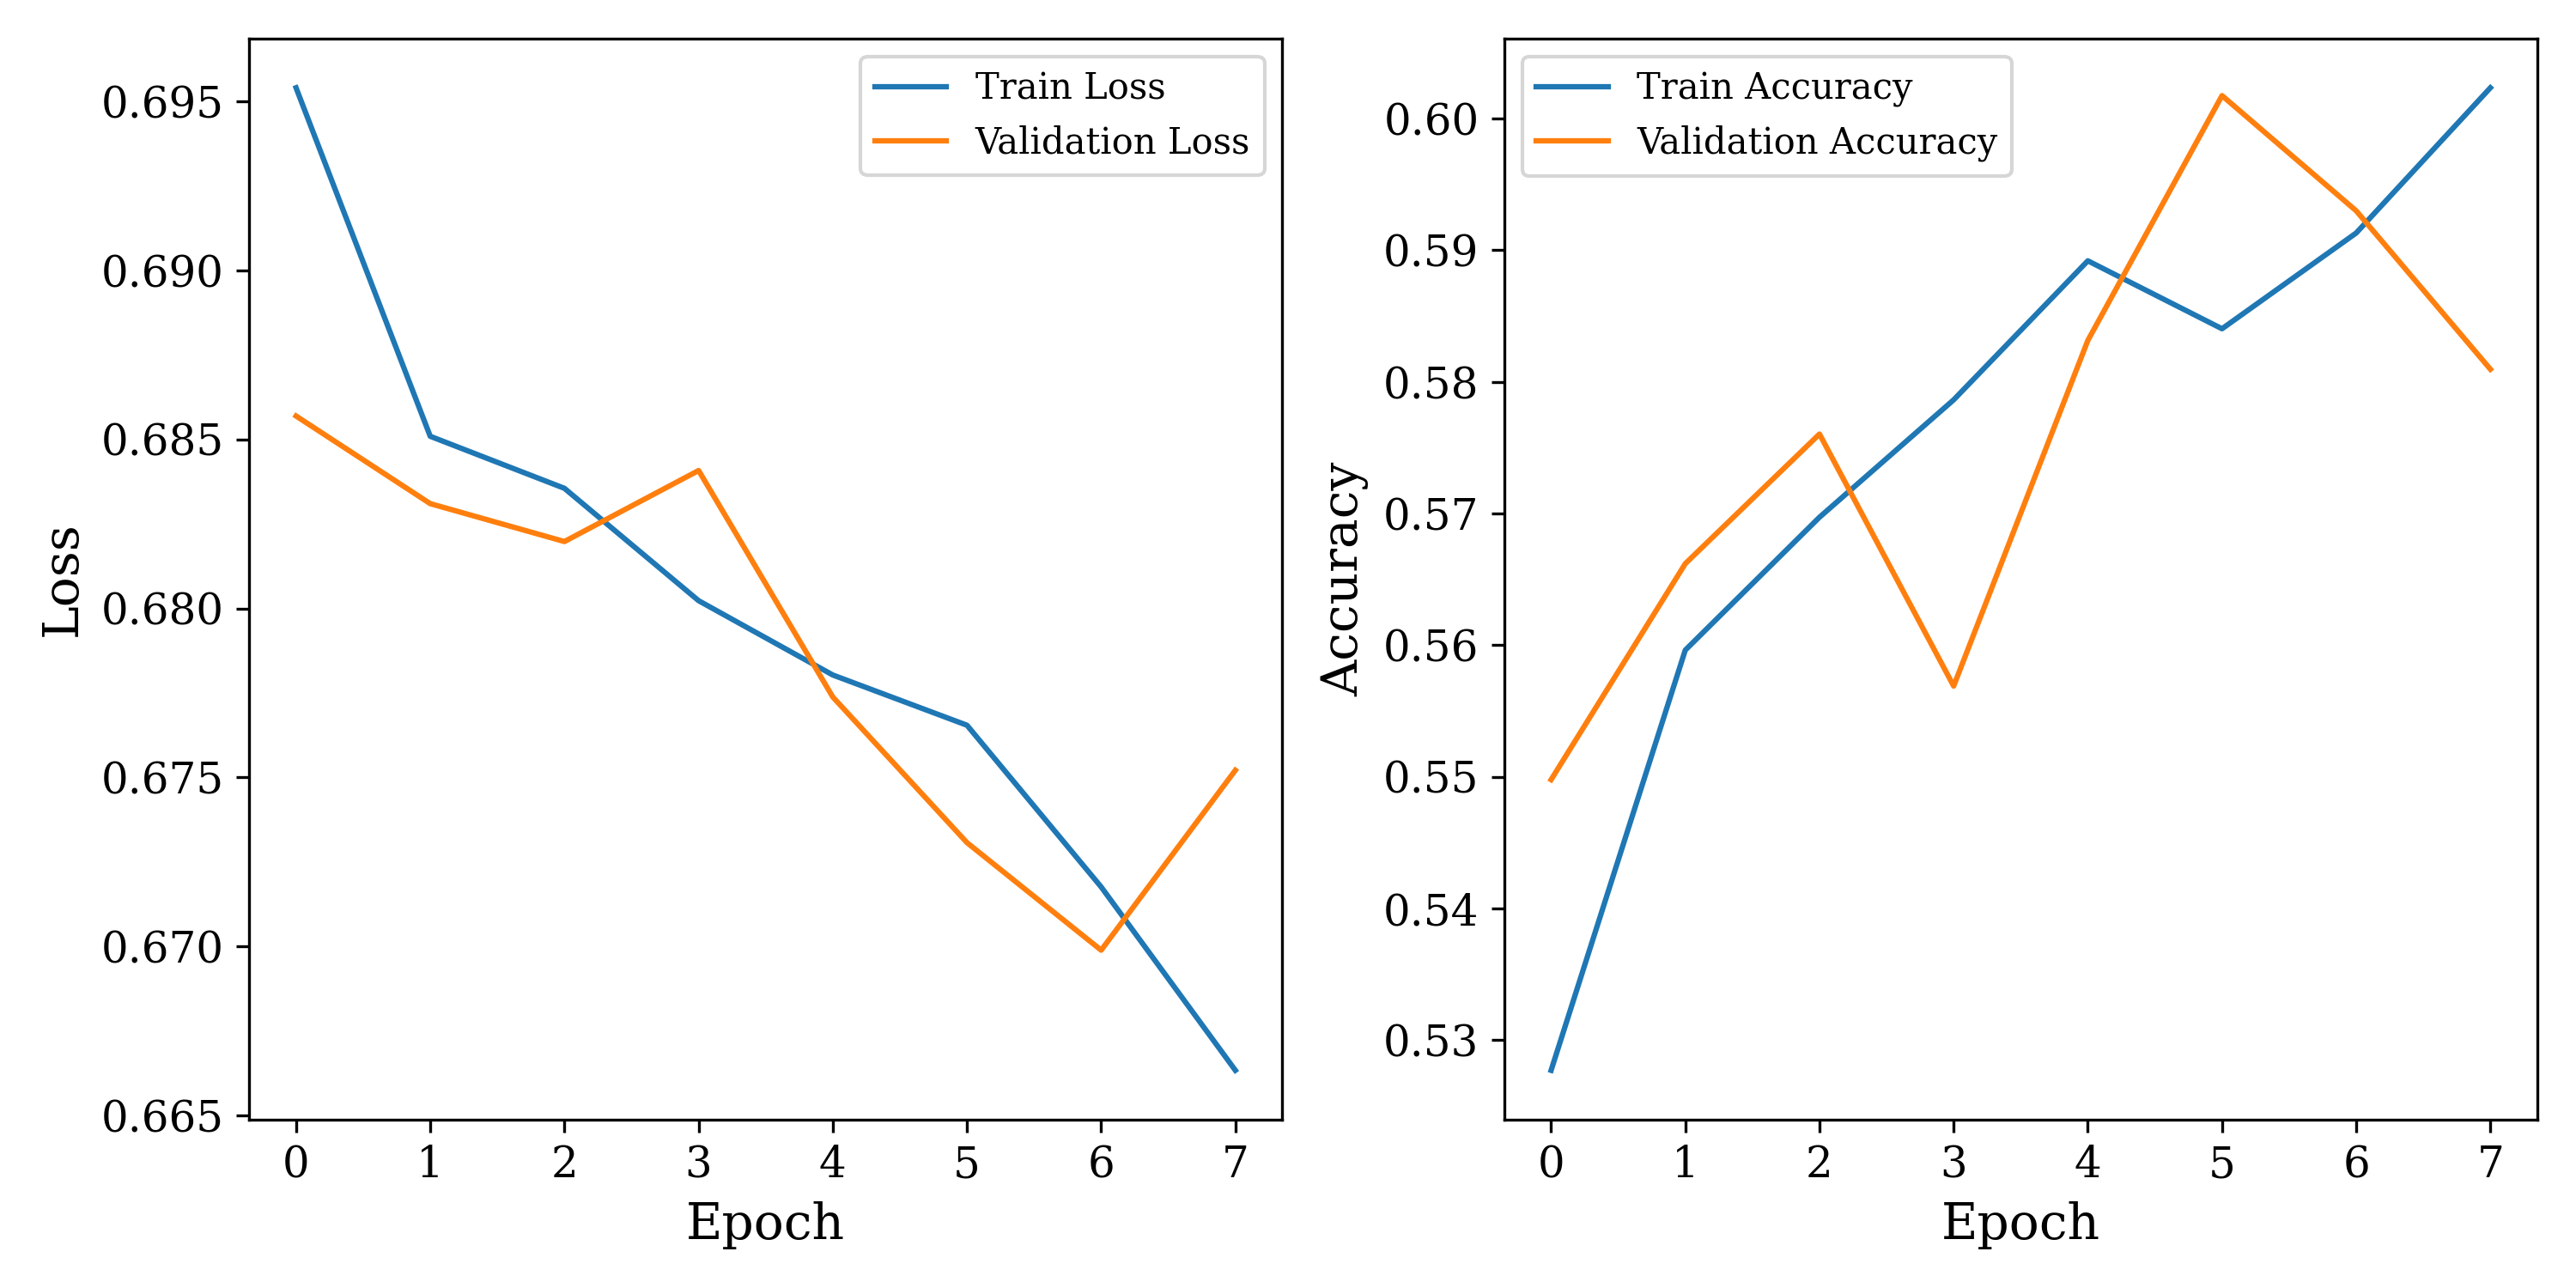 Train Loss
Validation Loss
0.695
0.690
0.685
0.680
0.675
0.670
0.665
Loss
0 1 2 3 4 5 6 7
Epoch
Train Accuracy
Validation Accuracy
0.60
0.59
0.58
0.57
0.56
0.55
0.54
0.53
Accuracy
0 1 2 3 4 5 6 7
Epoch